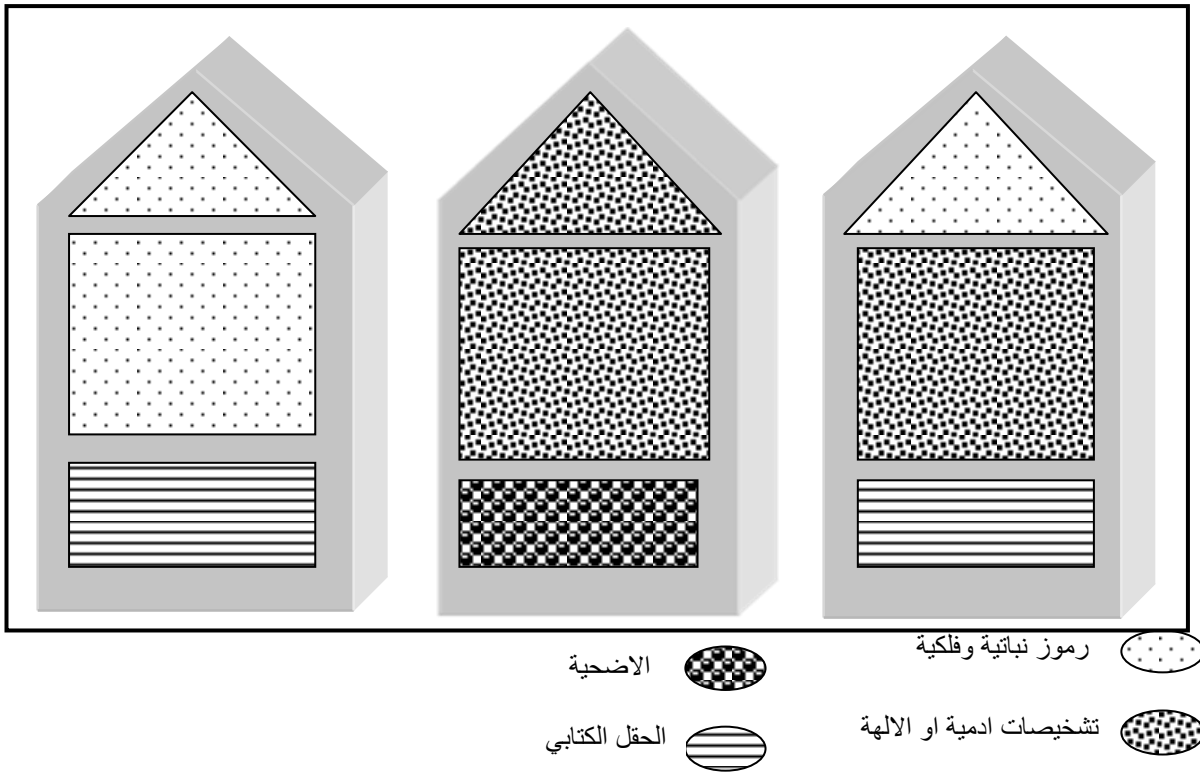 رموز نباتية وفلكية
الاضحية
تشخيصات ادمية او الالهة
الحقل الكتابي